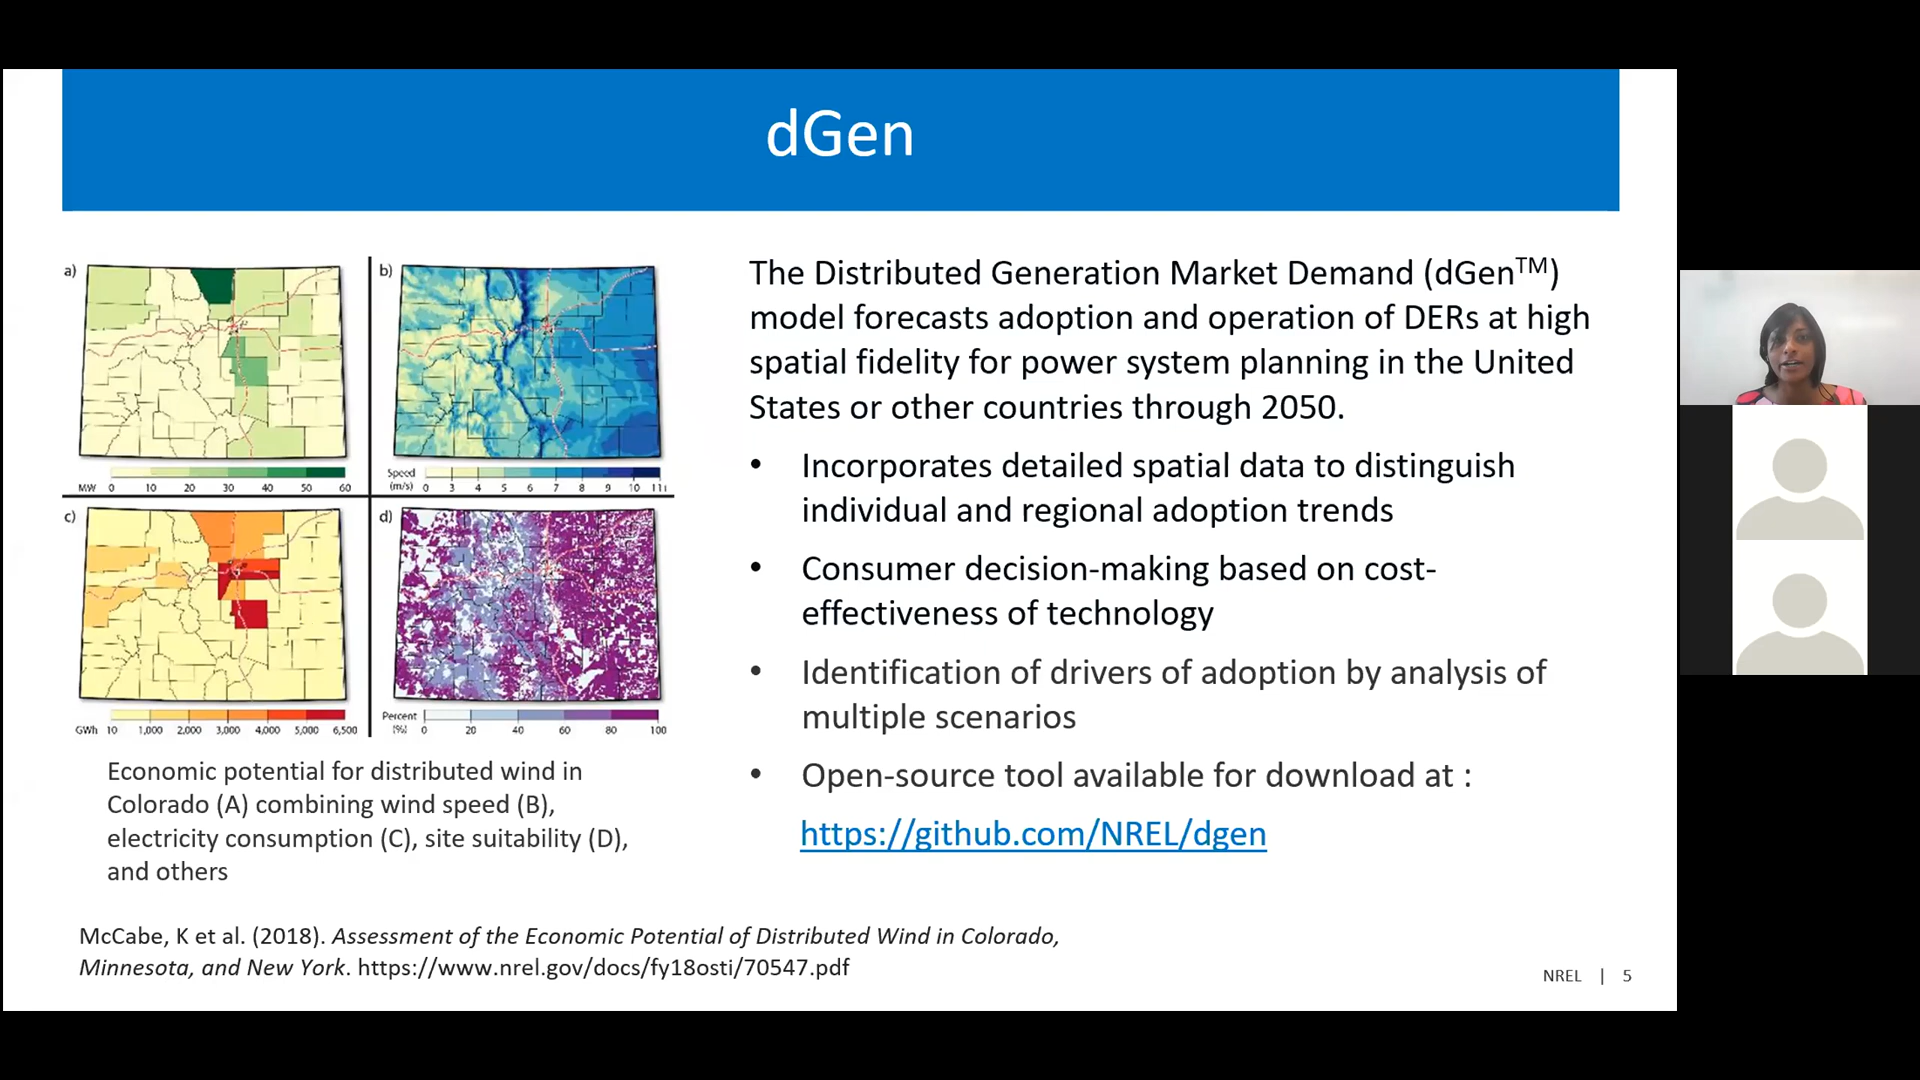 dGen
a)
MW 0 10 20 30 40 50 60
b)
Speed
(m/s) 0 3 4 5 6 7 8 9 10 11
c)
GWh 10 1,000 2,000 3,000 4,000 5,000 6,500
d)
Percent
(%) 0 20 40 60 80 100
Economic potential for distributed wind in
Colorado (A) combining wind speed (B),
electricity consumption (C), site suitability (D),
and others
The Distributed Generation Market Demand (dGenTM)
model forecasts adoption and operation of DERs at high
spatial fidelity for power system planning in the United
States or other countries through 2050.
• Incorporates detailed spatial data to distinguish
individual and regional adoption trends
• Consumer decision-making based on cost-
effectiveness of technology
• Identification of drivers of adoption by analysis of
multiple scenarios
• Open-source tool available for download at :
https://github.com/NREL/dgen
McCabe, K et al. (2018). Assessment of the Economic Potential of Distributed Wind in Colorado,
Minnesota, and New York. https://www.nrel.gov/docs/fy18osti/70547.pdf
NREL | 5